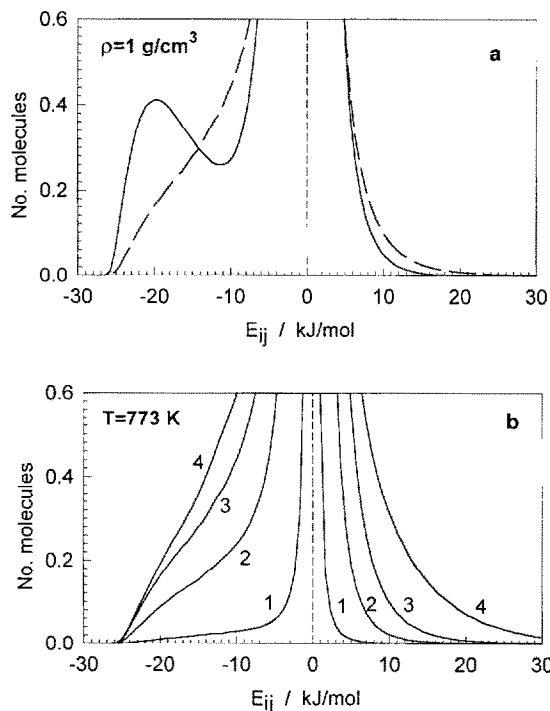 0.6
ρ=1 g/cm³
a
0.4
No. molecules
0.2
0.0
-30 -20 -10 0 10 20 30
E_ij / kJ/mol
0.6
T=773 K
b
4
0.4
No. molecules
3
2
0.2
1
1 2 3 4
0.0
-30 -20 -10 0 10 20 30
E_ij / kJ/mol